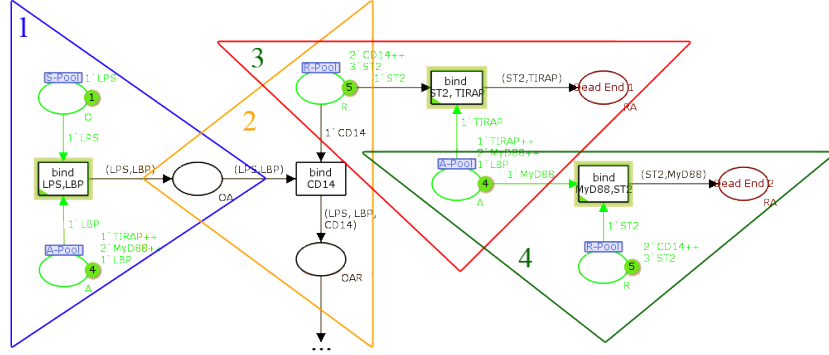 1
S-Pool
1`LPS
1
O
1`LPS
bind
LPS,LBP
(LPS,LBP)
1`LBP
A-Pool
1`TIRAP++
2`MyD88++
1`LBP
4
A
2
OA
(LPS,LBP)
R-Pool
5
R
2`CD14++
3`ST2
1`CD14
bind
CD14
(LPS, LBP,
CD14)
OAR
...
3
1`ST2
bind
ST2, TIRAP
(ST2,TIRAP)
Dead End 1
RA
1`TIRAP
A-Pool
1`TIRAP++
2`MyD88++
1`LBP
4
A
1`MyD88
bind
MyD88,ST2
(ST2,MyD88)
Dead End 2
RA
1`ST2
R-Pool
2`CD14++
3`ST2
5
R
4